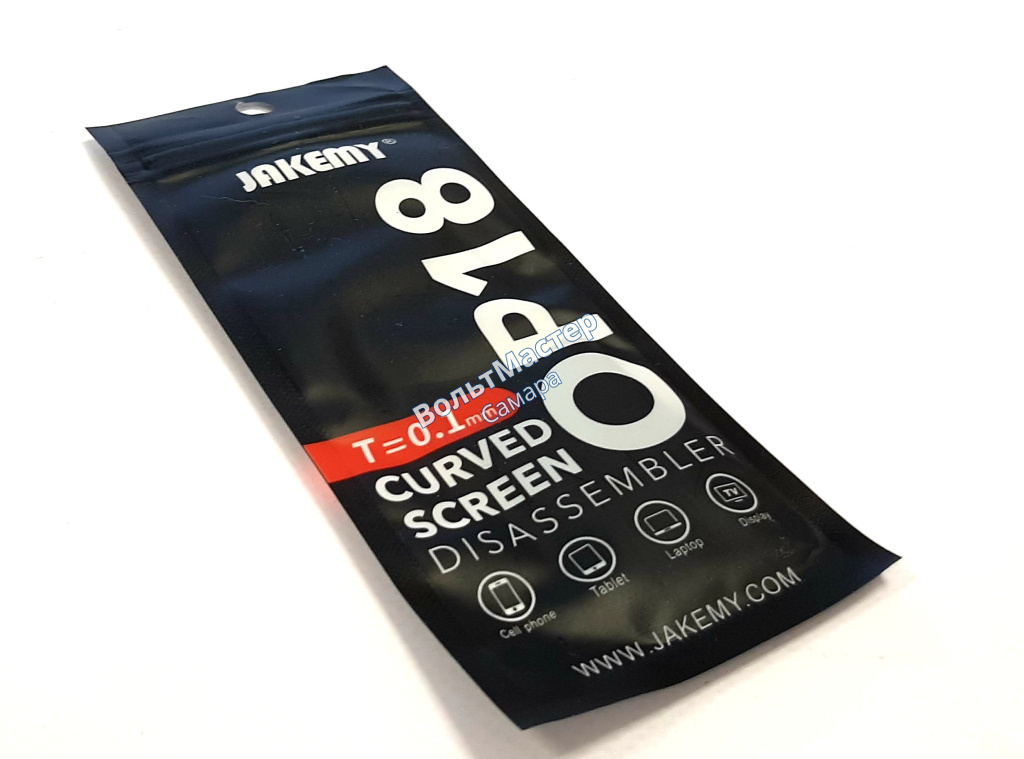 JAKEMY®
OP18
T=0.1mm
CURVED
SCREEN
DISASSEMBLER
Cell phone
Tablet
Laptop
TV
Display
WWW.JAKEMY.COM
ВольтМастер
Самара